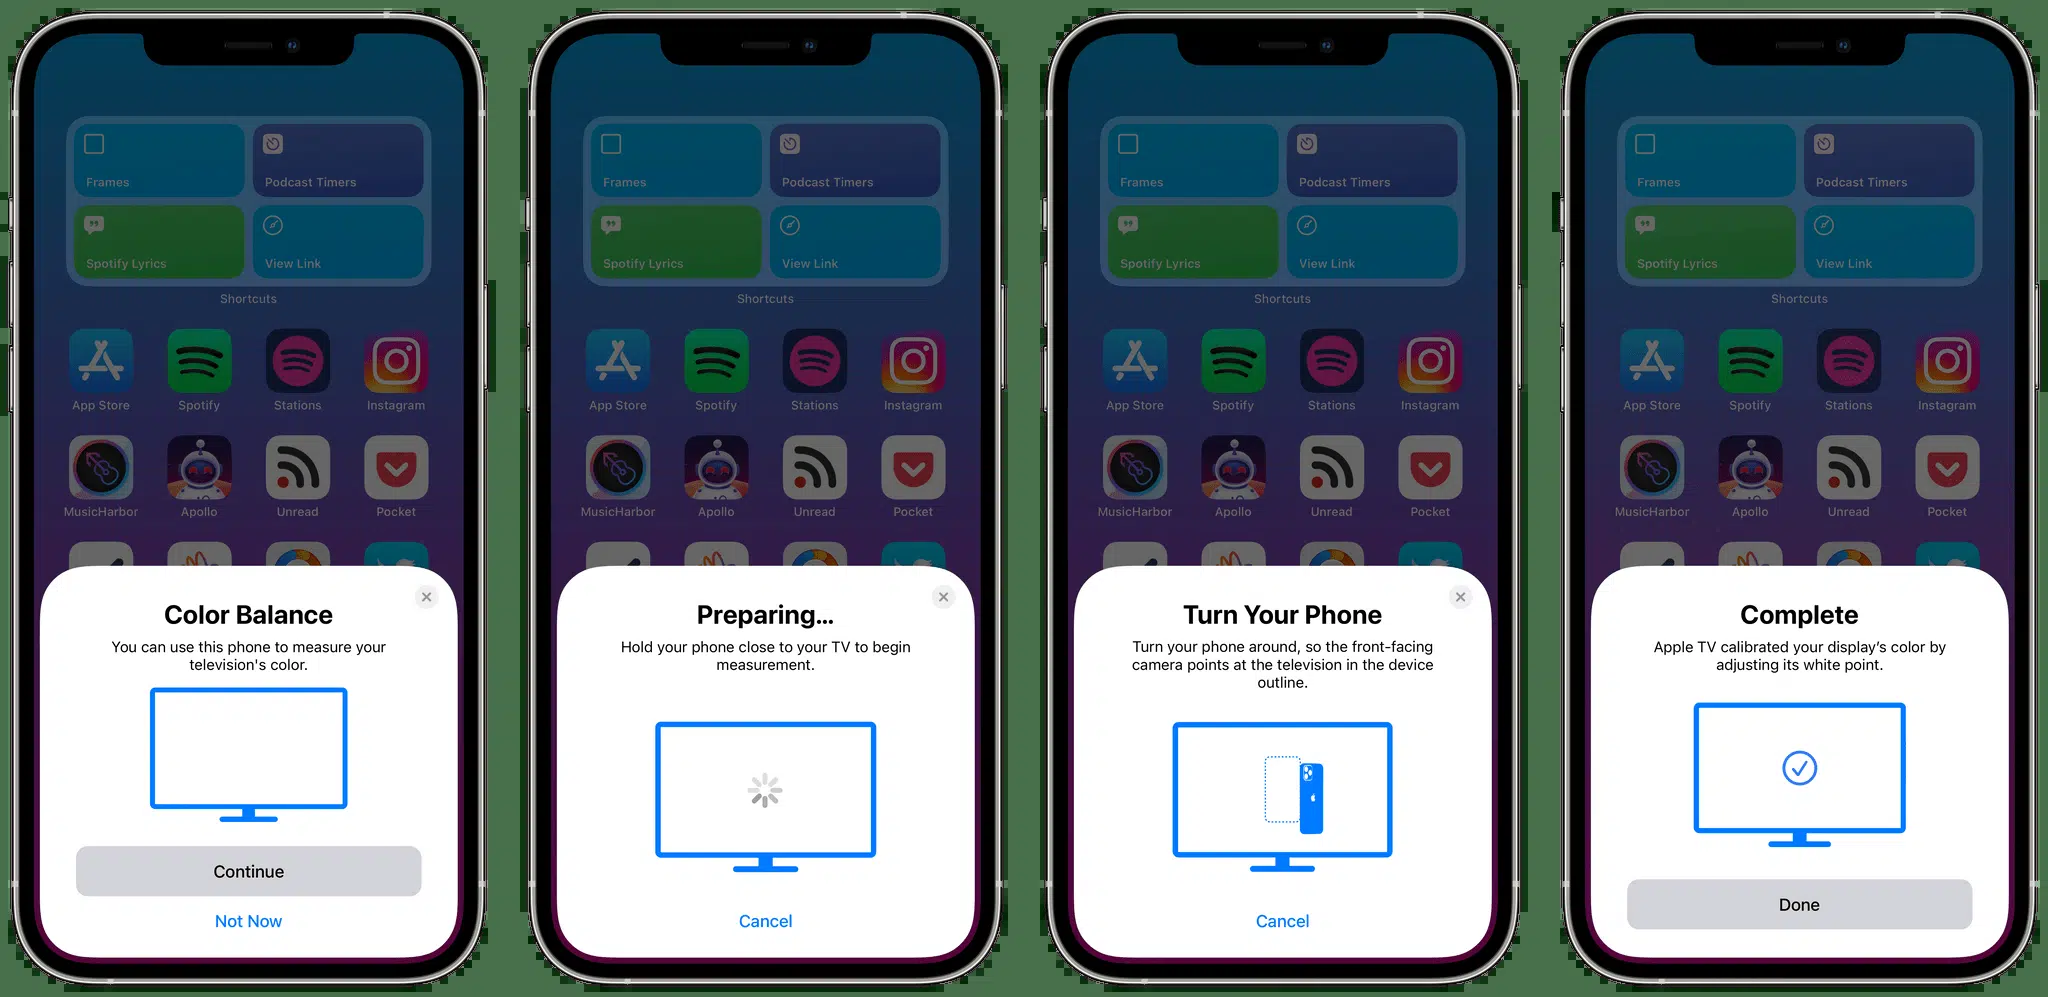 Frames
Podcast Timers
Spotify Lyrics
View Link
Shortcuts
App Store
Spotify
Stations
Instagram
MusicHarbor
Apollo
Unread
Pocket
Color Balance
You can use this phone to measure your
television's color.
Continue
Not Now
Frames
Podcast Timers
Spotify Lyrics
View Link
Shortcuts
App Store
Spotify
Stations
Instagram
MusicHarbor
Apollo
Unread
Pocket
Preparing...
Hold your phone close to your TV to begin
measurement.
Cancel
Frames
Podcast Timers
Spotify Lyrics
View Link
Shortcuts
App Store
Spotify
Stations
Instagram
MusicHarbor
Apollo
Unread
Pocket
Turn Your Phone
Turn your phone around, so the front-facing
camera points at the television in the device
outline.
Cancel
Frames
Podcast Timers
Spotify Lyrics
View Link
Shortcuts
App Store
Spotify
Stations
Instagram
MusicHarbor
Apollo
Unread
Pocket
Complete
Apple TV calibrated your display’s color by
adjusting its white point.
Done